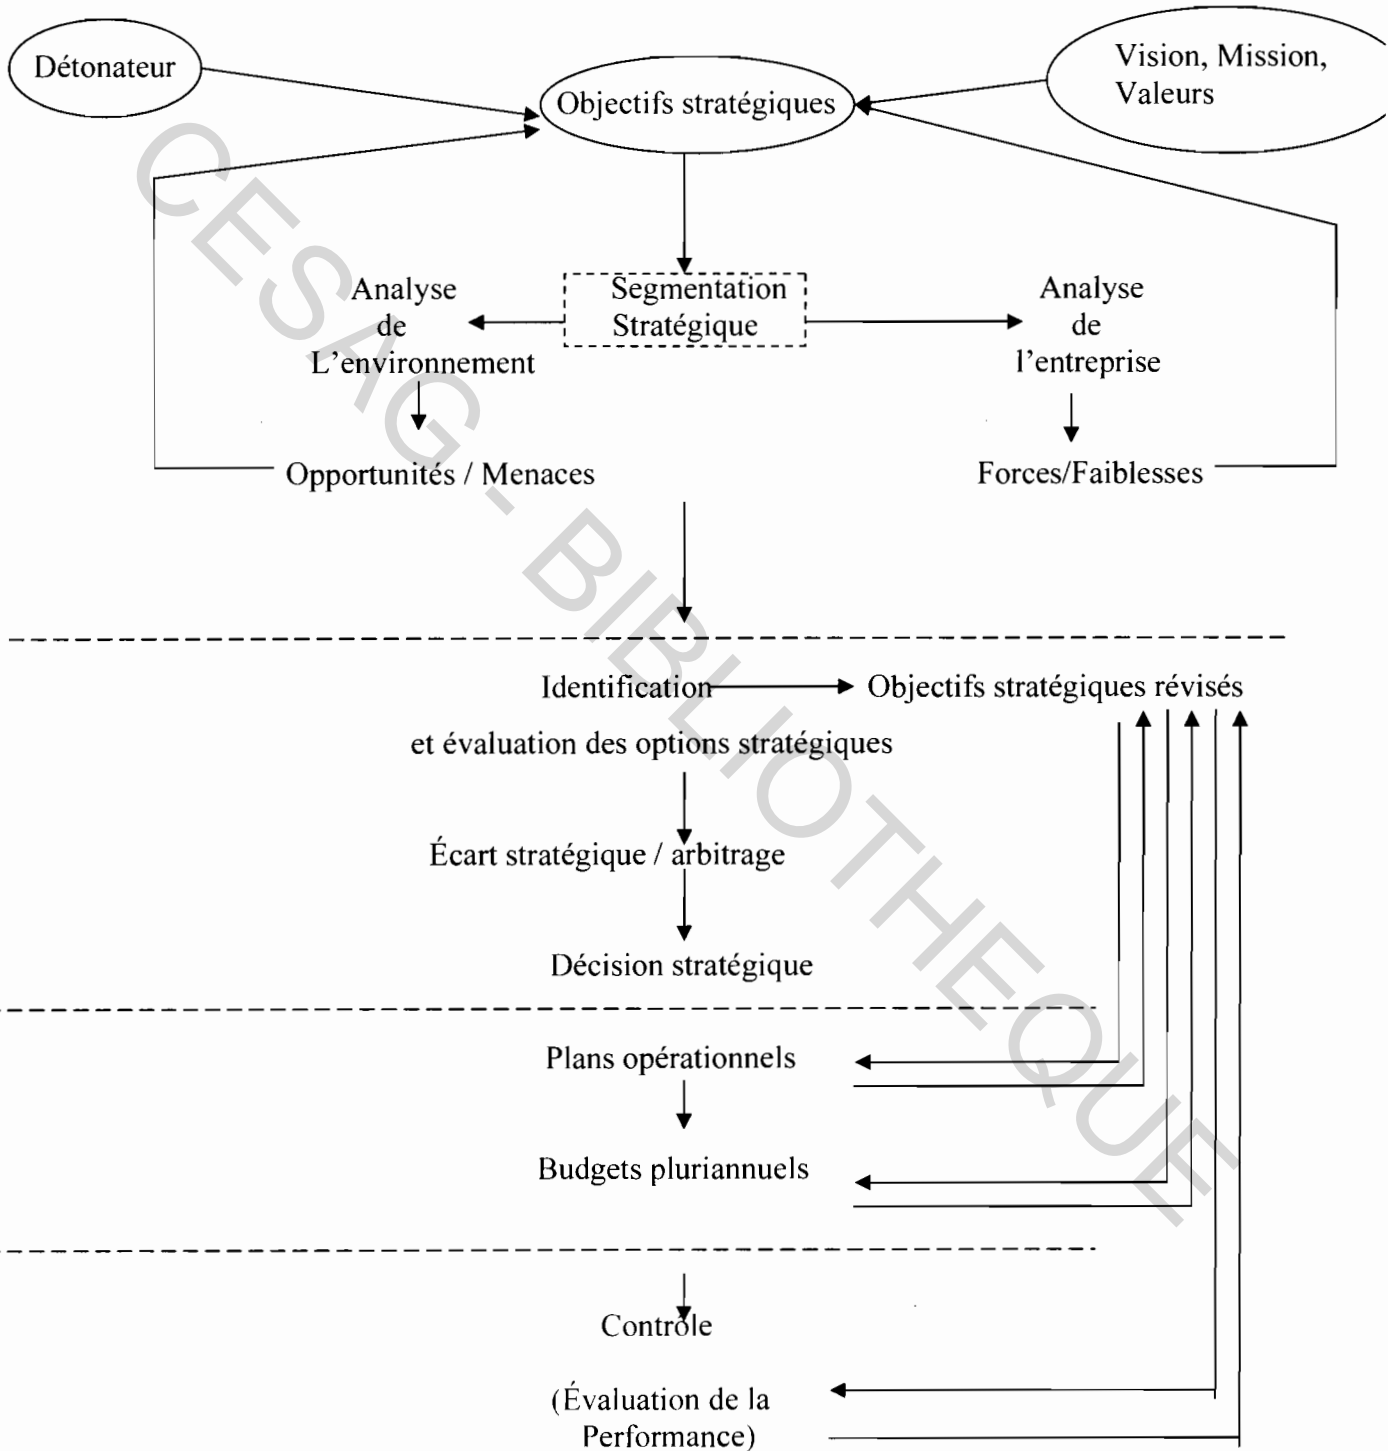 Détonateur
Objectifs stratégiques
Vision, Mission,
Valeurs
Analyse
de
L'environnement
Segmentation
Stratégique
Analyse
de
l'entreprise
Opportunités / Menaces
Forces/Faiblesses
Identification
Objectifs stratégiques révisés
et évaluation des options stratégiques
Écart stratégique / arbitrage
Décision stratégique
Plans opérationnels
Budgets pluriannuels
Contrôle
(Évaluation de la
Performance)
CESAG - BIBLIOTHEQUE